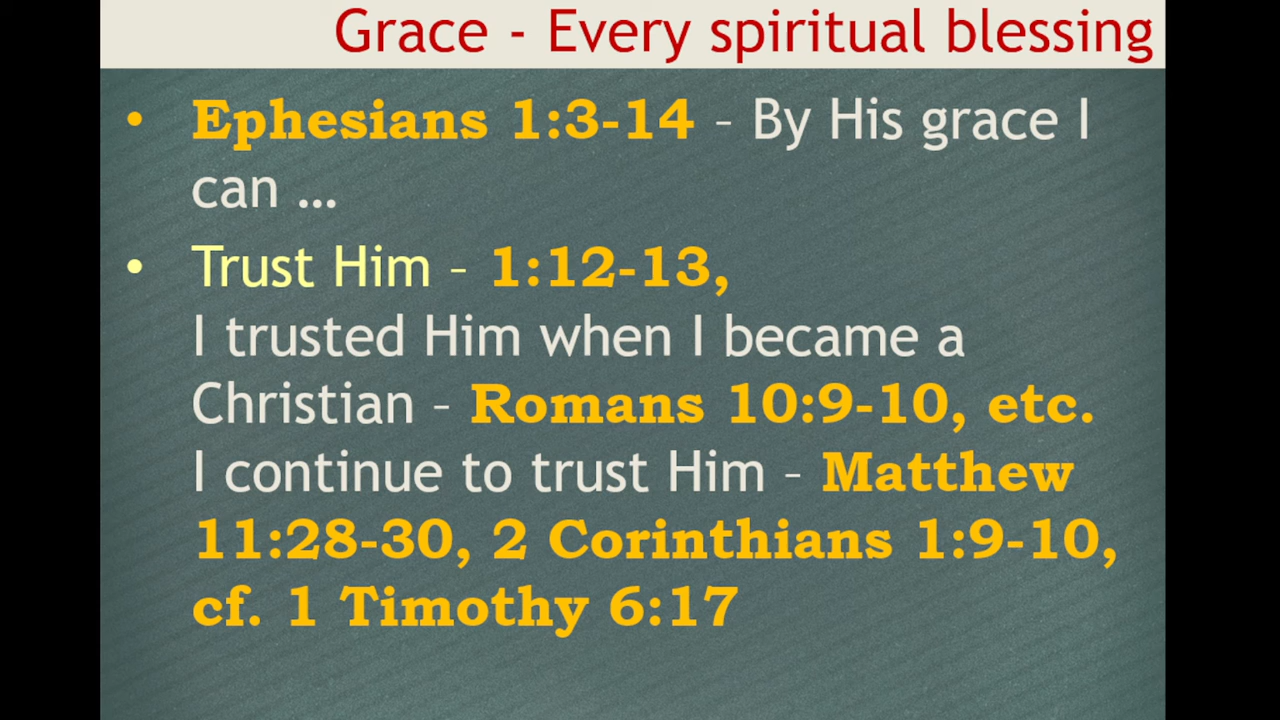 Grace - Every spiritual blessing
• Ephesians 1:3-14 – By His grace I
can …
• Trust Him – 1:12-13,
I trusted Him when I became a
Christian – Romans 10:9-10, etc.
I continue to trust Him – Matthew
11:28-30, 2 Corinthians 1:9-10,
cf. 1 Timothy 6:17